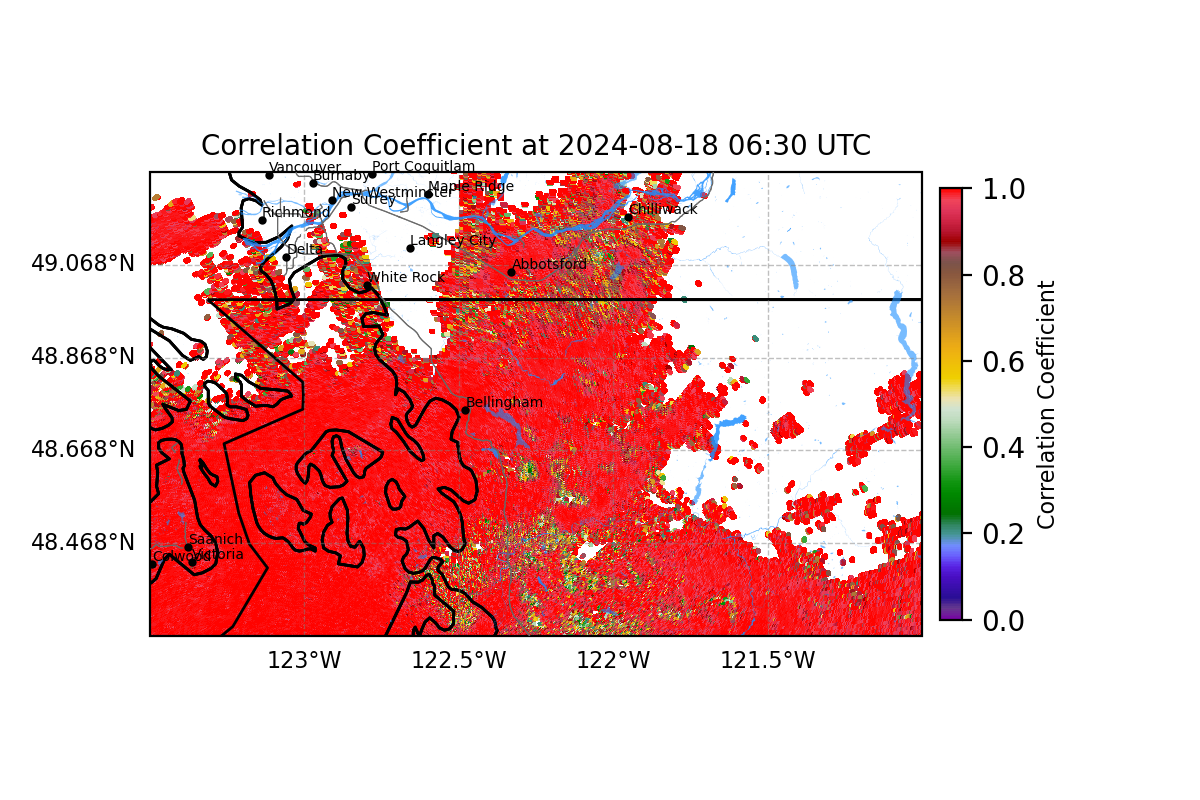 Correlation Coefficient at 2024-08-18 06:30 UTC
Vancouver
Port Coquitlam
Burnaby
New Westminster
Maple Ridge
Surrey
Richmond
Chilliwack
Delta
Langley City
Abbotsford
White Rock
Bellingham
Saanich
Colwood
Victoria
49.068°N
48.868°N
48.668°N
48.468°N
123°W
122.5°W
122°W
121.5°W
1.0
0.8
0.6
0.4
0.2
0.0
Correlation Coefficient